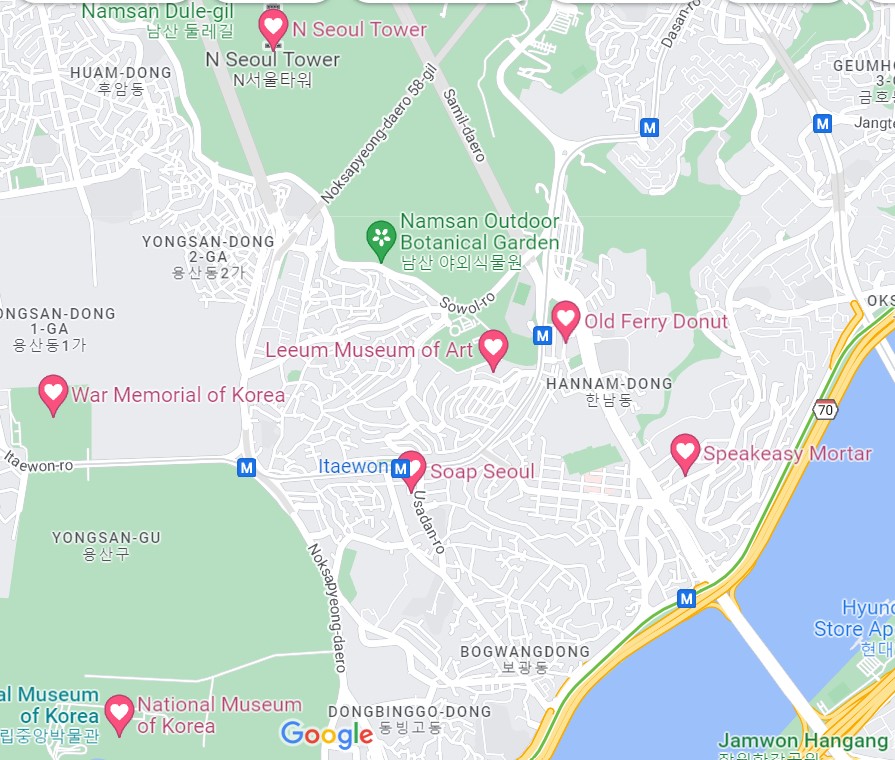 Namsan Dule-gil
남산 둘레길
N Seoul Tower
N Seoul Tower
N서울타워
HUAM-DONG
후암동
Noksapyeong-daero 58-gil
Samil-daero
Dasan-ro
GEUMHO
3-
금호
Jangte
YONGSAN-DONG
2-GA
용산동2가
Namsan Outdoor
Botanical Garden
남산 야외식물원
Sowol-ro
ONGSAN-DONG
1-GA
용산동1가
OKS
Old Ferry Donut
Leeum Museum of Art
HANNAM-DONG
한남동
War Memorial of Korea
70
Itaewon-ro
M
M
M
M
M
M
Itaewon
Soap Seoul
Speakeasy Mortar
Usadan-ro
YONGSAN-GU
용산구
Noksapyeong-daero
Hyund
Store Ap
현대
BOGWANGDONG
보광동
al Museum
of Korea
립중앙박물관
National Museum
of Korea
DONGBINGGO-DONG
동빙고동
Google
Jamwon Hangang